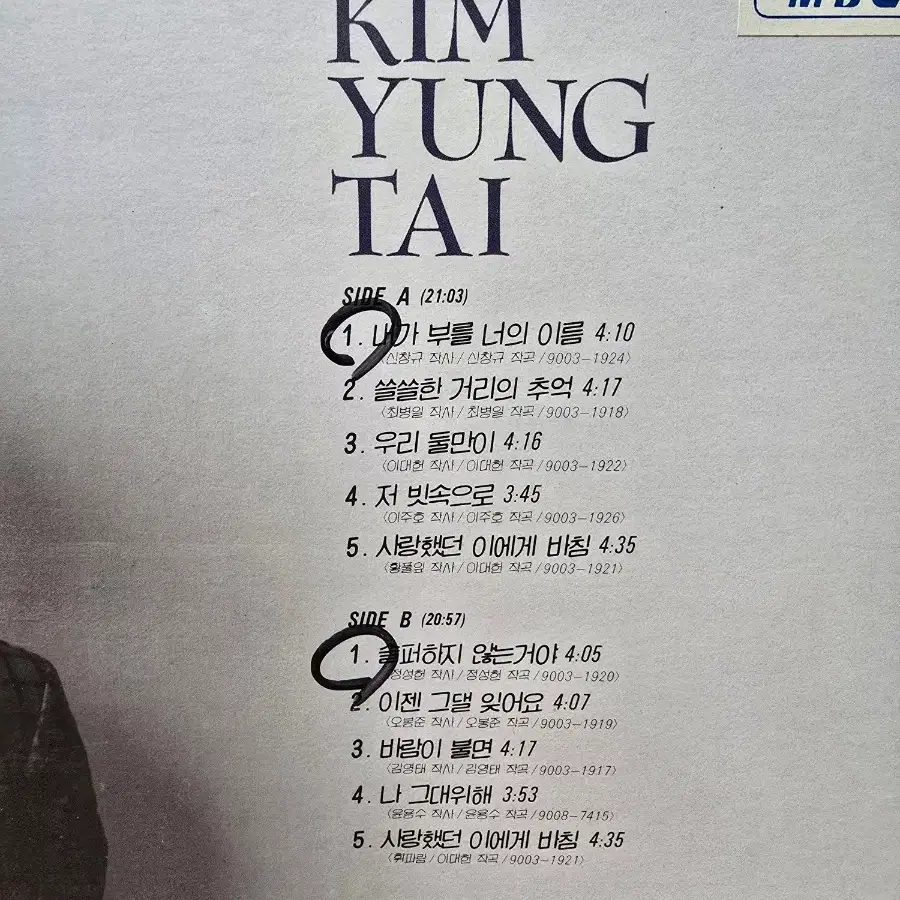 KIM
YUNG
TAI
SIDE A (21:03)
1. 내가 부를 너의 이름 4:10
〈신창규 작사/신창규 작곡/9003-1924〉
2. 쓸쓸한 거리의 추억 4:17
〈최병일 작사/최병일 작곡/9003-1918〉
3. 우리 둘만이 4:16
〈이대헌 작사/이대헌 작곡/9003-1922〉
4. 저 빗속으로 3:45
〈이주호 작사/이주호 작곡/9003-1926〉
5. 사랑했던 이에게 바침 4:35
〈황풀잎 작사/이대헌 작곡/9003-1921〉
SIDE B (20:57)
1. 슬퍼하지 않는거야 4:05
〈정성헌 작사/정성헌 작곡/9003-1920〉
2. 이젠 그댈 잊어요 4:07
〈오봉준 작사/오봉준 작곡/9003-1919〉
3. 바람이 불면 4:17
〈김영태 작사/김영태 작곡/9003-1917〉
4. 나 그대위해 3:53
〈윤용수 작사/윤용수 작곡/9008-7415〉
5. 사랑했던 이에게 바침 4:35
이대헌 작곡/9003-1921〉